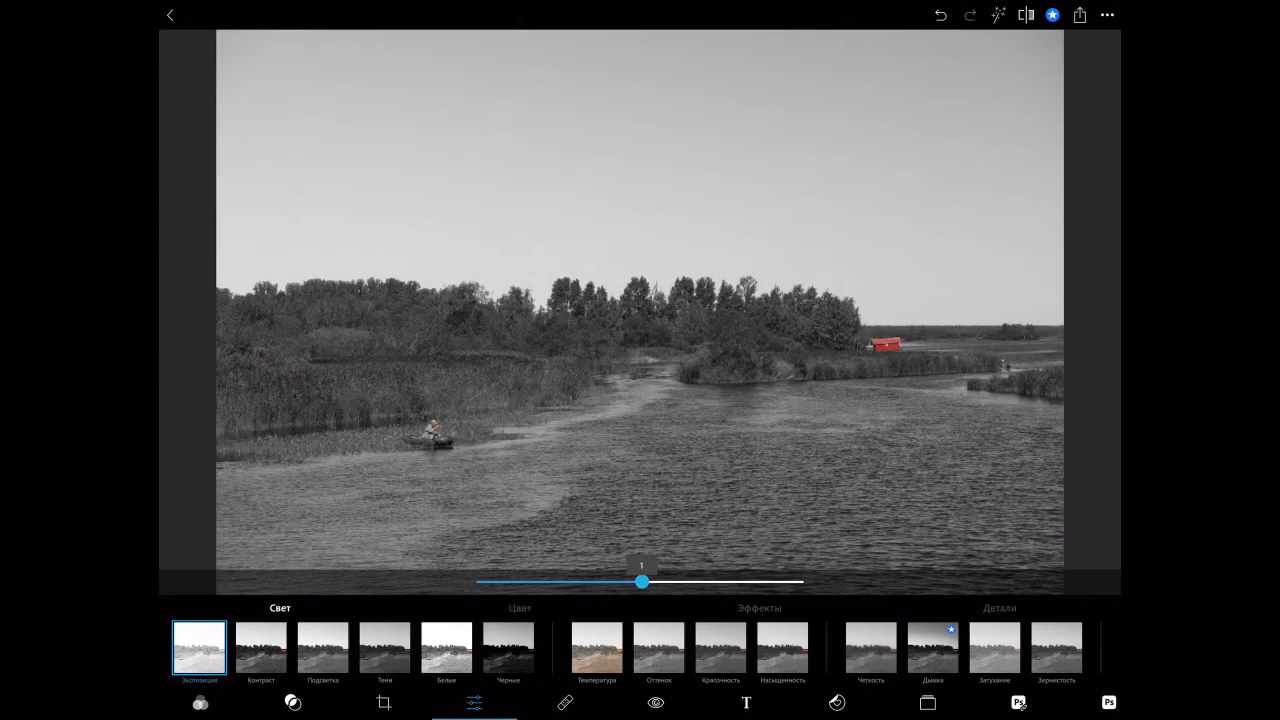 1
Свет Цвет Эффекты Детали
Экспозиция Контраст Подсветка Тени Белые Черные Температура Оттенок Красочность Насыщенность Четкость Дымка Затухание Зернистость
T Ps Ps